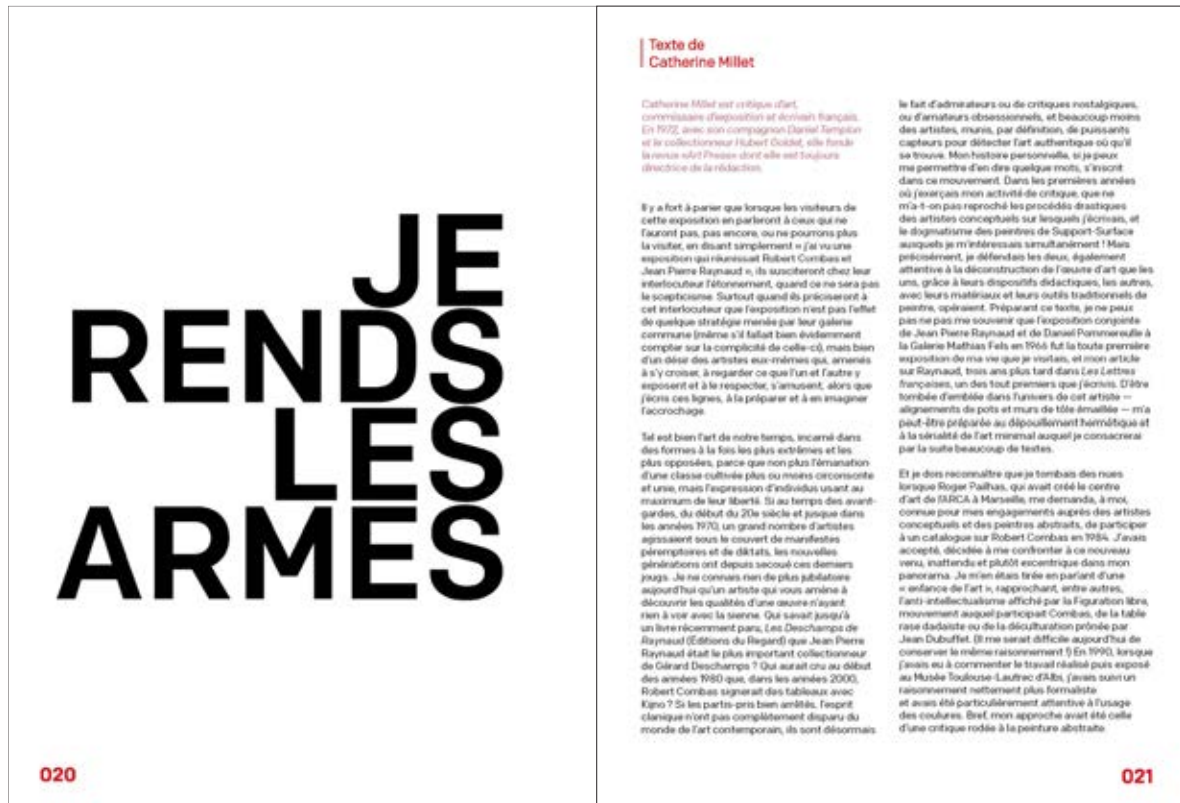 JE
RENDS
LES
ARMES
020
Texte de
Catherine Millet
Catherine Millet est critique d'art,
commissaire d'exposition et écrivain français.
En 1972, avec son compagnon Daniel Templon
et le collectionneur Hubert Goldet, elle fonde
la revue «Art Press» dont elle est toujours
directrice de la rédaction.
Il y a fort à parier que lorsque les visiteurs de
cette exposition en parleront à ceux qui ne
l'auront pas, pas encore, ou ne pourrons plus
la visiter, en disant simplement « j'ai vu une
exposition qui réunissait Robert Combas et
Jean Pierre Raynaud », ils susciteront chez leur
interlocuteur l'étonnement, quand ce ne sera pas
le scepticisme. Surtout quand ils préciseront à
cet interlocuteur que l'exposition n'est pas l'effet
de quelque stratégie menée par leur galerie
commune (même s'il fallait bien évidemment
compter sur la complicité de celle-ci), mais bien
d'un désir des artistes eux-mêmes qui, amenés
à s'y croiser, à regarder ce que l'un et l'autre y
exposent et à le respecter, s'amusent, alors que
j'écris ces lignes, à la préparer et à en imaginer
l'accrochage.
Tel est bien l'art de notre temps, incarné dans
des formes à la fois les plus extrêmes et les
plus opposées, parce que non plus l'émanation
d'une classe cultivée plus ou moins circonscrite
et unie, mais l'expression d'individus usant au
maximum de leur liberté. Si au temps des avant-
gardes, du début du 20e siècle et jusque dans
les années 1970, un grand nombre d'artistes
agissaient sous le couvert de manifestes
péremptoires et de diktats, les nouvelles
générations ont depuis secoué ces derniers
jougs. Je ne connais rien de plus jubilatoire
aujourd'hui qu'un artiste qui vous amène à
découvrir les qualités d'une œuvre n'ayant
rien à voir avec la sienne. Qui savait jusqu'à
un livre récemment paru, Les Deschamps de
Raynaud (Éditions du Regard) que Jean Pierre
Raynaud était le plus important collectionneur
de Gérard Deschamps ? Qui aurait cru au début
des années 1980 que, dans les années 2000,
Robert Combas signerait des tableaux avec
Kijno ? Si les partis-pris bien arrêtés, l'esprit
clanique n'ont pas complètement disparu du
monde de l'art contemporain, ils sont désormais
le fait d'admirateurs ou de critiques nostalgiques,
ou d'amateurs obsessionnels, et beaucoup moins
des artistes, munis, par définition, de puissants
capteurs pour détecter l'art authentique où qu'il
se trouve. Mon histoire personnelle, si je peux
me permettre d'en dire quelque mots, s'inscrit
dans ce mouvement. Dans les premières années
où j'exerçais mon activité de critique, que ne
m'a-t-on pas reproché les procédés drastiques
des artistes conceptuels sur lesquels j'écrivais, et
le dogmatisme des peintres de Support-Surface
auxquels je m'intéressais simultanément ! Mais
précisément, je défendais les deux, également
attentive à la déconstruction de l'œuvre d'art que les
uns, grâce à leurs dispositifs didactiques, les autres,
avec leurs matériaux et leurs outils traditionnels de
peintre, opéraient. Préparant ce texte, je ne peux
pas ne pas me souvenir que l'exposition conjointe
de Jean Pierre Raynaud et de Daniel Pommereulle à
la Galerie Mathias Fels en 1966 fut la toute première
exposition de ma vie que je visitais, et mon article
sur Raynaud, trois ans plus tard dans Les Lettres
françaises, un des tout premiers que j'écrivis. D'être
tombée d'emblée dans l'univers de cet artiste —
alignements de pots et murs de tôle émaillée — m'a
peut-être préparée au dépouillement hermétique et
à la sérialité de l'art minimal auquel je consacrerai
par la suite beaucoup de textes.
Et je dois reconnaître que je tombais des nues
lorsque Roger Pailhas, qui avait créé le centre
d'art de l'ARCA à Marseille, me demanda, à moi,
connue pour mes engagements auprès des artistes
conceptuels et des peintres abstraits, de participer
à un catalogue sur Robert Combas en 1984. J'avais
accepté, décidée à me confronter à ce nouveau
venu, inattendu et plutôt excentrique dans mon
panorama. Je m'en étais tirée en parlant d'une
« enfance de l'art », rapprochant, entre autres,
l'anti-intellectualisme affiché par la Figuration libre,
mouvement auquel participait Combas, de la table
rase dadaïste ou de la déculturation prônée par
Jean Dubuffet. (Il me serait difficile aujourd'hui de
conserver le même raisonnement !) En 1990, lorsque
j'avais eu à commenter le travail réalisé puis exposé
au Musée Toulouse-Lautrec d'Albi, j'avais suivi un
raisonnement nettement plus formaliste
et avais été particulièrement attentive à l'usage
des coulures. Bref, mon approche avait été celle
d'une critique rodée à la peinture abstraite.
021